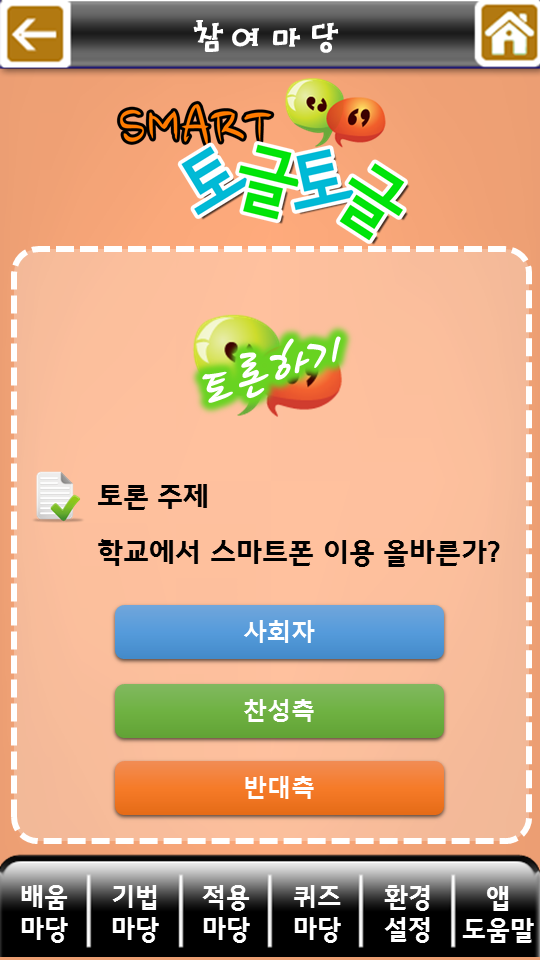 참여마당
SMART
토글토글
토론하기
토론 주제
학교에서 스마트폰 이용 올바른가?
사회자
찬성측
반대측
배움 기법 적용 퀴즈 환경 앱
마당 마당 마당 마당 설정 도움말